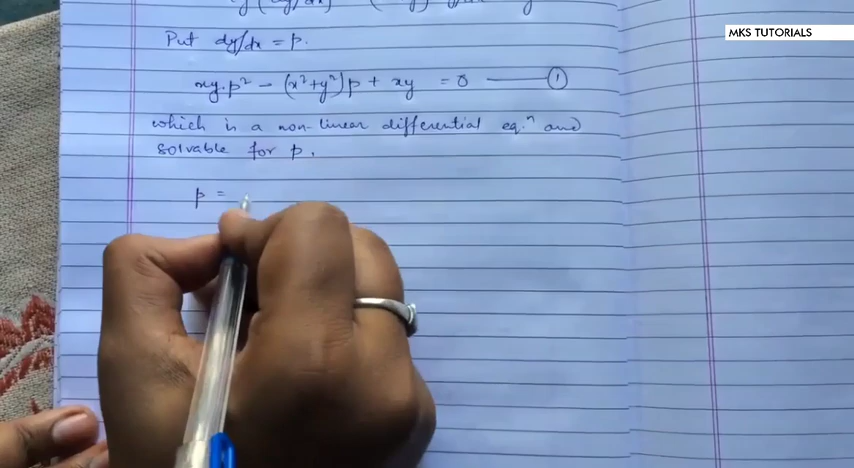 MKS TUTORIALS
Put dy/dx = p.
xy.p² - (x²+y²)p + xy = 0 ——— ①
which is a non-linear differential eq.ⁿ and
solvable for p.
p =